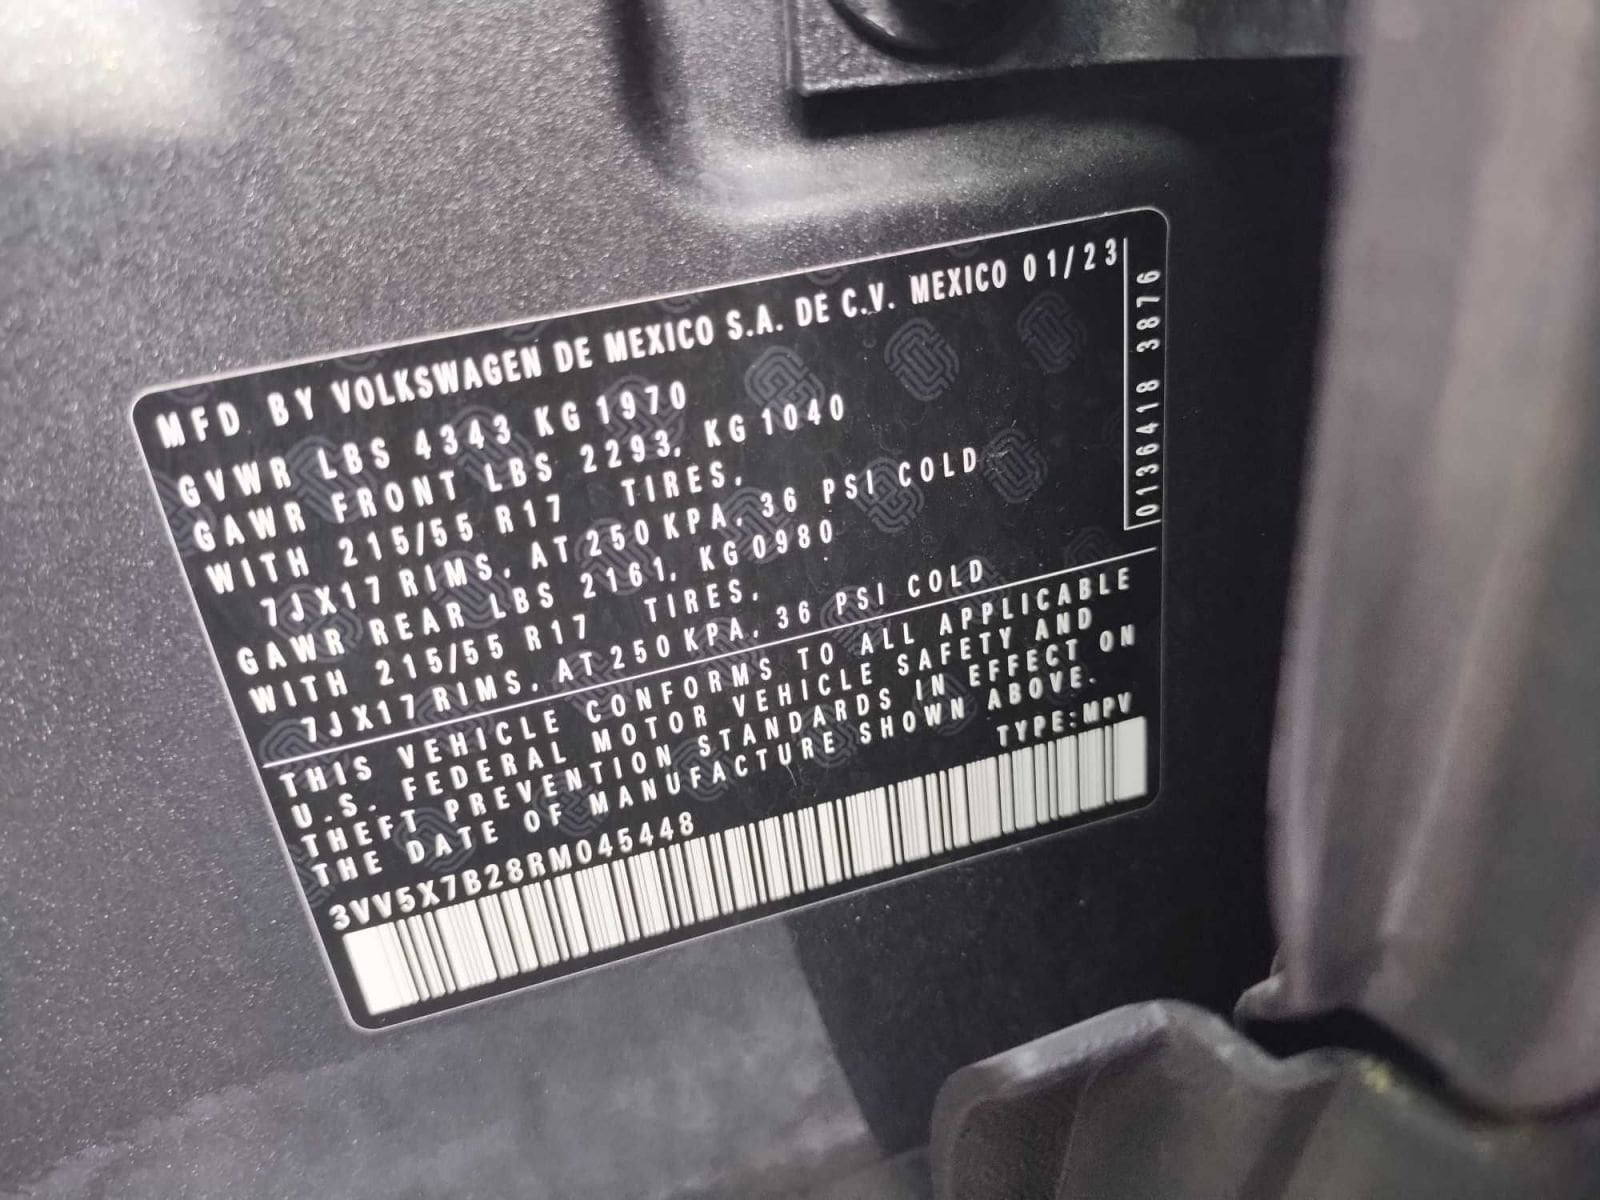 MFD BY VOLKSWAGEN DE MEXICO S.A. DE C.V. MEXICO 01/23
GVWR LBS 4343 KG 1970
GAWR FRONT LBS 2293, KG 1040
WITH 215/55 R17 TIRES,
7JX17 RIMS, AT 250 KPA, 36 PSI COLD
GAWR REAR LBS 2161, KG 0980
WITH 215/55 R17 TIRES,
7JX17 RIMS, AT 250 KPA, 36 PSI COLD
0136418 3876
THIS VEHICLE CONFORMS TO ALL APPLICABLE
U.S. FEDERAL MOTOR VEHICLE SAFETY AND
THEFT PREVENTION STANDARDS IN EFFECT ON
THE DATE OF MANUFACTURE SHOWN ABOVE.
3VV5X7B28RM045448 TYPE:MPV